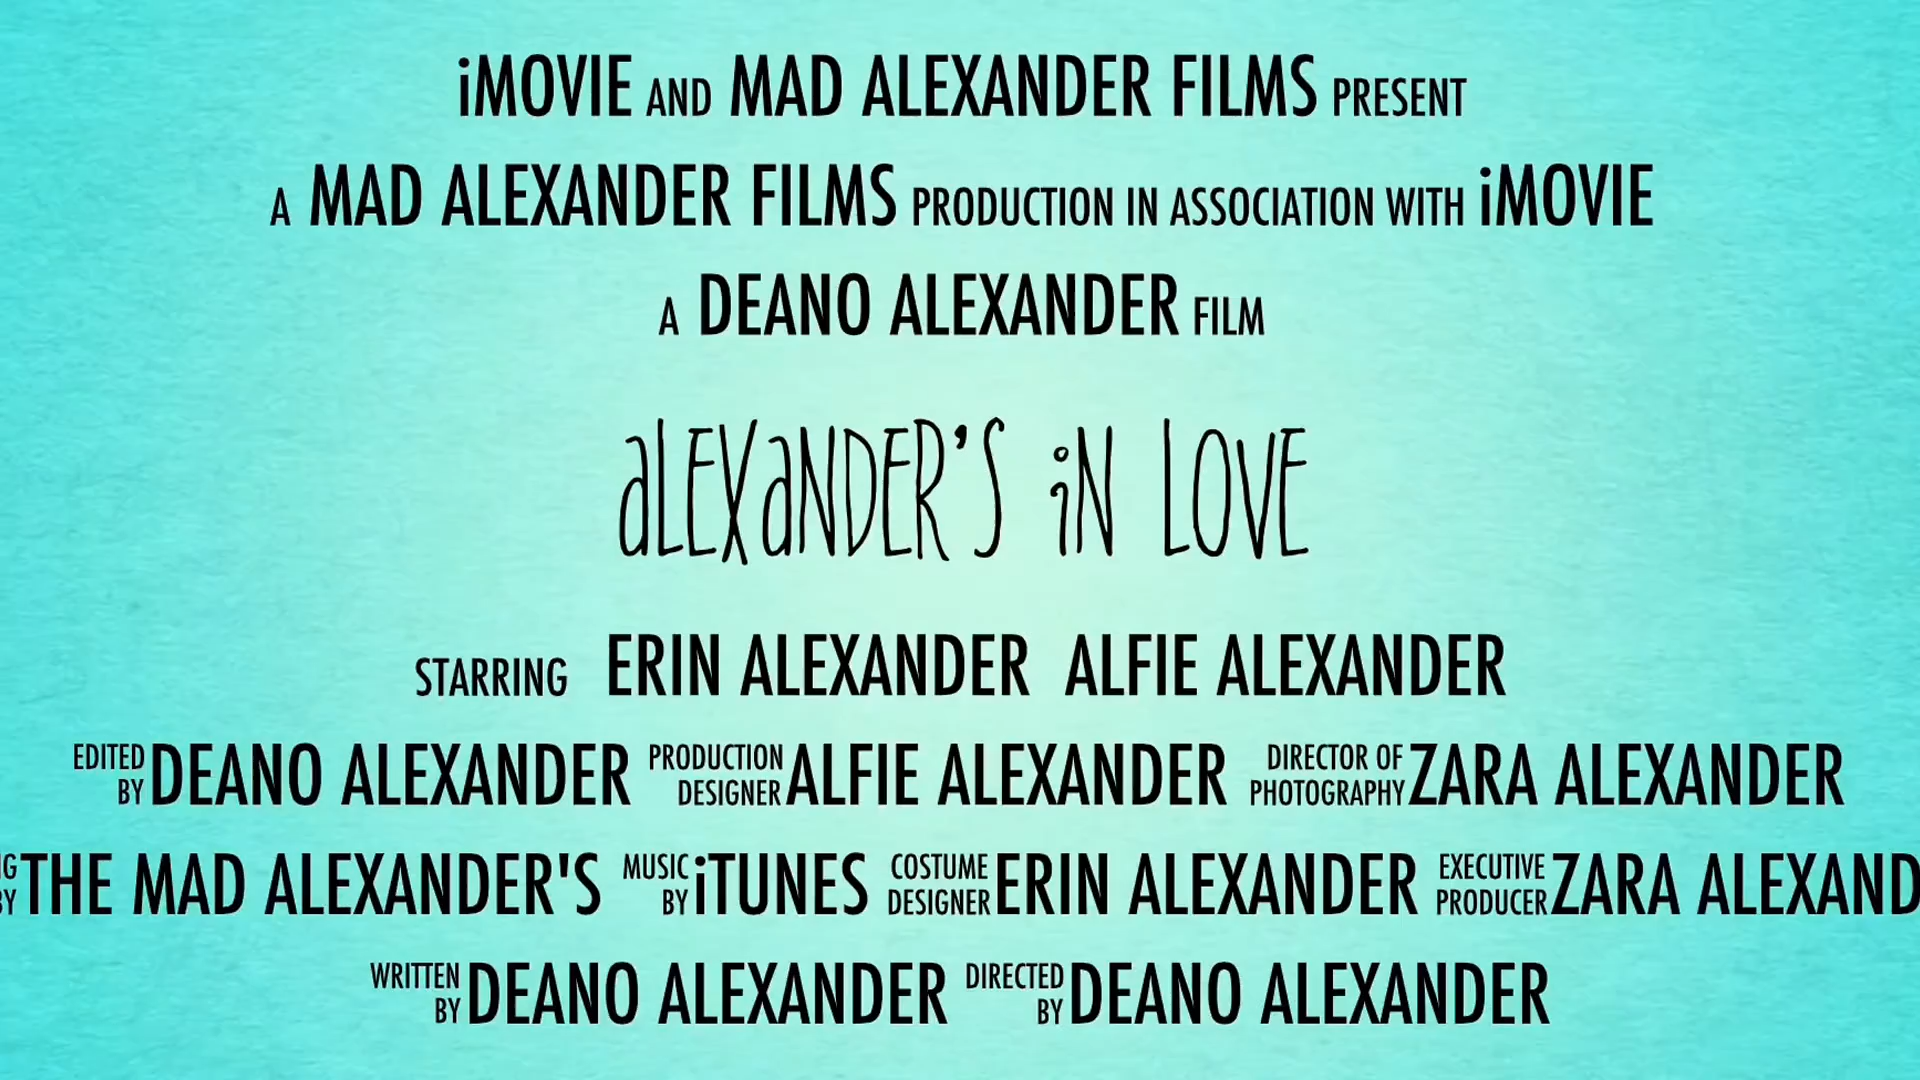 iMOVIE AND MAD ALEXANDER FILMS PRESENT
A MAD ALEXANDER FILMS PRODUCTION IN ASSOCIATION WITH iMOVIE
A DEANO ALEXANDER FILM
aLEXaNDER'S iN LOVE
STARRING ERIN ALEXANDER ALFIE ALEXANDER
EDITED BY DEANO ALEXANDER PRODUCTION DESIGNER ALFIE ALEXANDER DIRECTOR OF PHOTOGRAPHY ZARA ALEXANDER
THE MAD ALEXANDER'S MUSIC BY iTUNES COSTUME DESIGNER ERIN ALEXANDER EXECUTIVE PRODUCER ZARA ALEXAND
WRITTEN BY DEANO ALEXANDER DIRECTED BY DEANO ALEXANDER